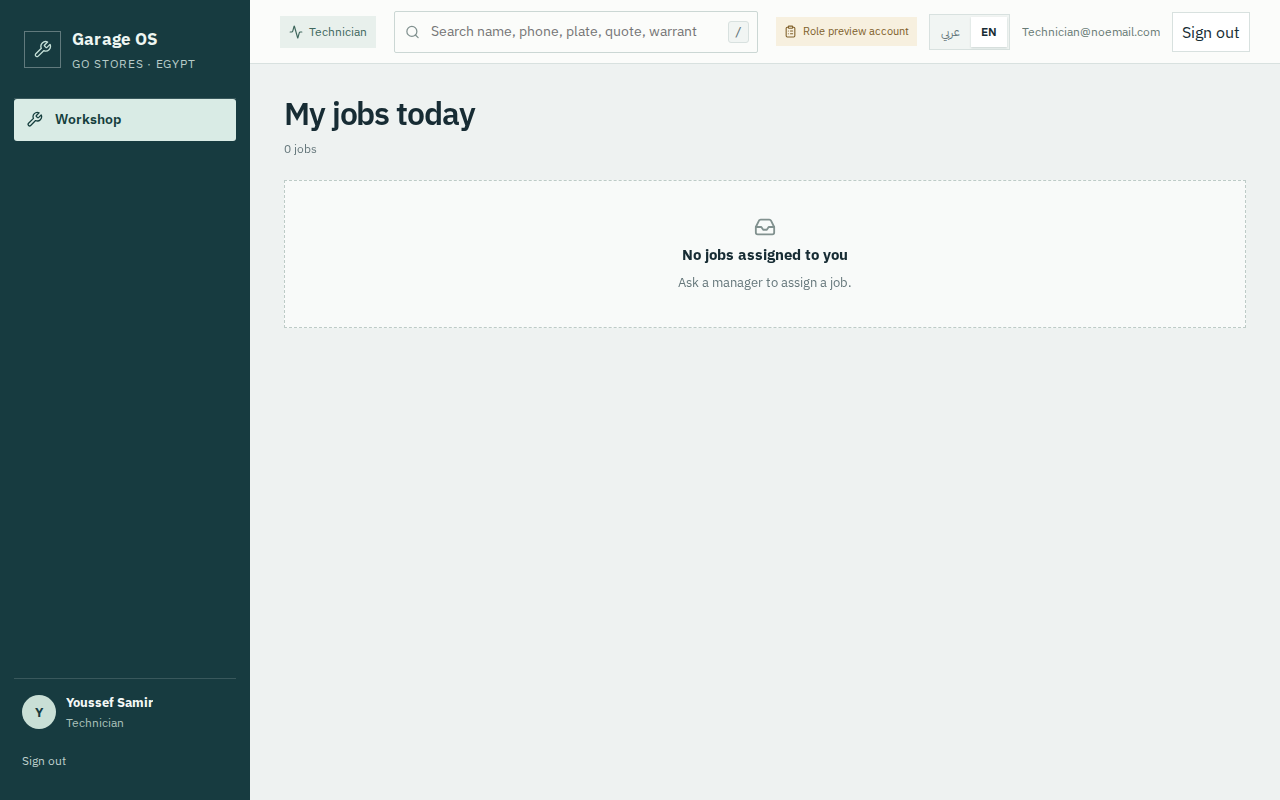 Garage OS
GO STORES · EGYPT
Workshop
Youssef Samir
Y
Technician
Sign out
Technician
Search name, phone, plate, quote, warrant
/
Role preview account
عربي
EN
Technician@noemail.com
Sign out
My jobs today
0 jobs
No jobs assigned to you
Ask a manager to assign a job.